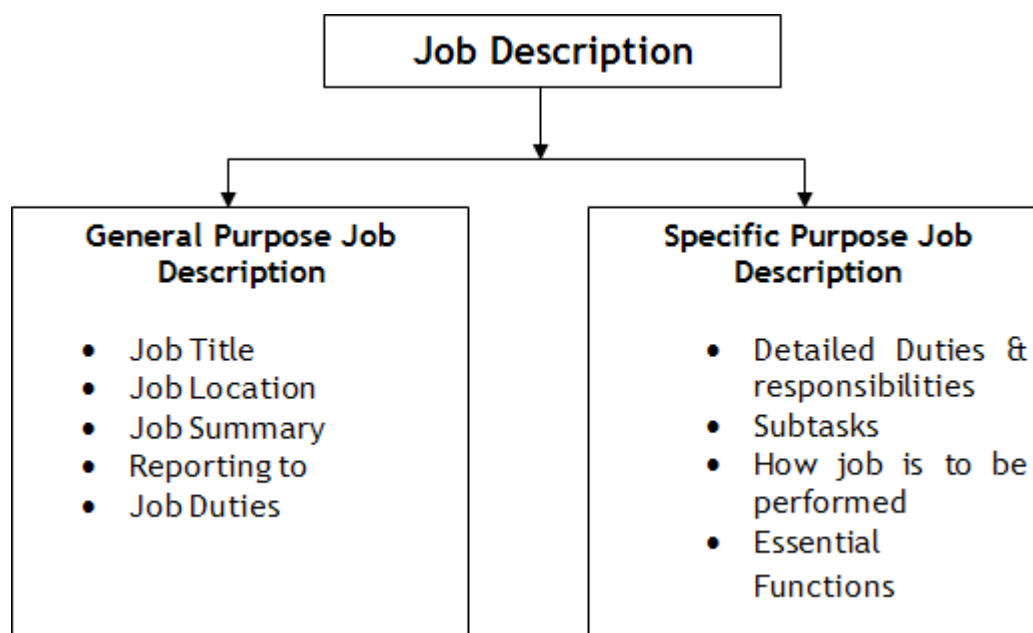 Job Description
General Purpose Job
Description
• Job Title
• Job Location
• Job Summary
• Reporting to
• Job Duties
Specific Purpose Job
Description
• Detailed Duties &
responsibilities
• Subtasks
• How job is to be
performed
• Essential
Functions